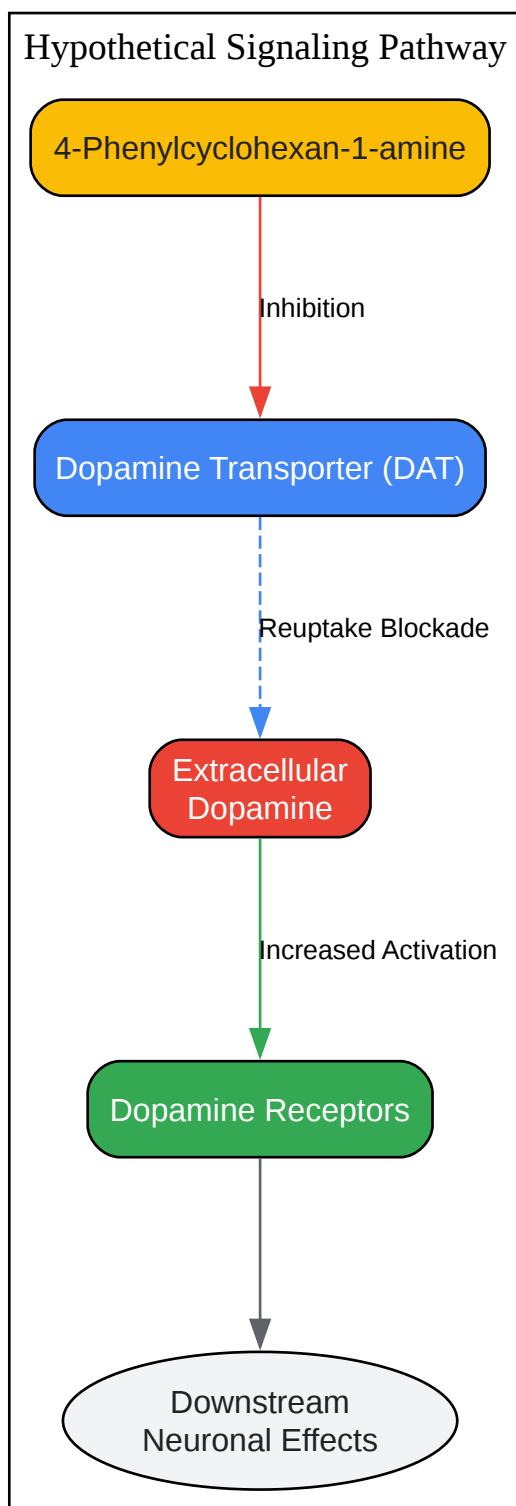 Hypothetical Signaling Pathway
4-Phenylcyclohexan-1-amine
Inhibition
Dopamine Transporter (DAT)
Reuptake Blockade
Extracellular
Dopamine
Increased Activation
Dopamine Receptors
Downstream
Neuronal Effects